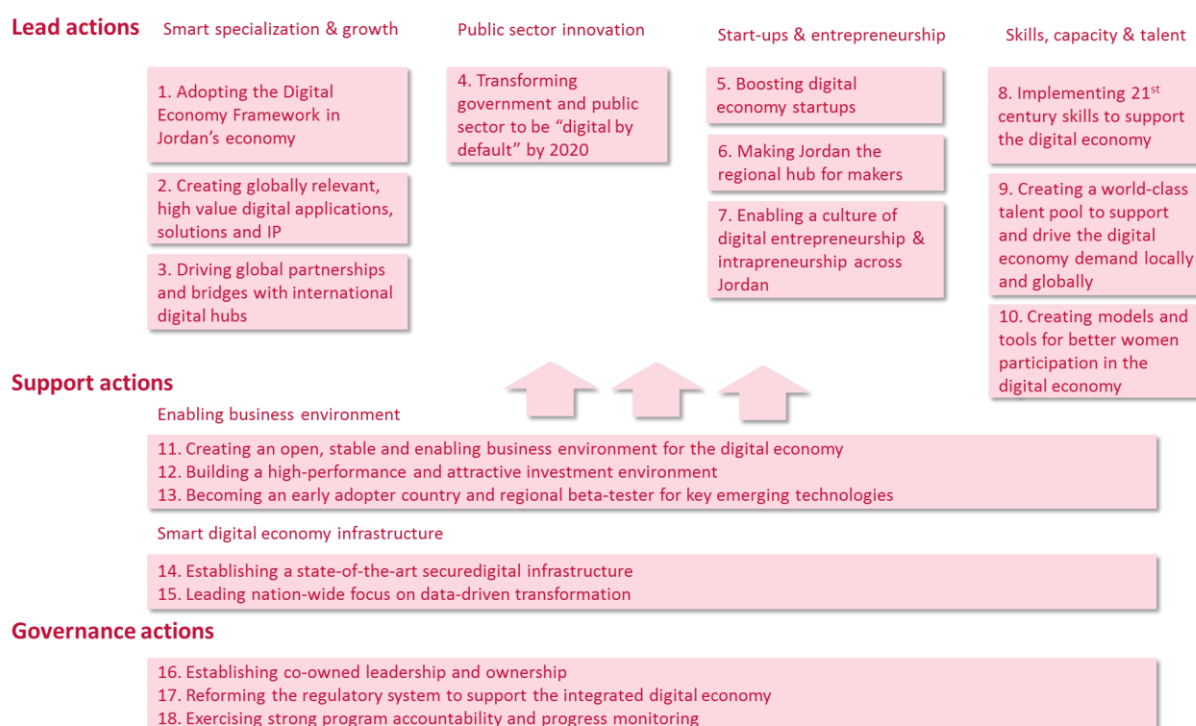 Lead actions
Smart specialization & growth
Public sector innovation
Start-ups & entrepreneurship
Skills, capacity & talent
1. Adopting the Digital
Economy Framework in
Jordan's economy
2. Creating globally relevant,
high value digital applications,
solutions and IP
3. Driving global partnerships
and bridges with international
digital hubs
4. Transforming
government and public
sector to be “digital by
default” by 2020
5. Boosting digital
economy startups
6. Making Jordan the
regional hub for makers
7. Enabling a culture of
digital entrepreneurship &
intrapreneurship across
Jordan
8. Implementing 21st
century skills to support
the digital economy
9. Creating a world-class
talent pool to support
and drive the digital
economy demand locally
and globally
10. Creating models and
tools for better women
participation in the
digital economy
Support actions
Enabling business environment
11. Creating an open, stable and enabling business environment for the digital economy
12. Building a high-performance and attractive investment environment
13. Becoming an early adopter country and regional beta-tester for key emerging technologies
Smart digital economy infrastructure
14. Establishing a state-of-the-art securedigital infrastructure
15. Leading nation-wide focus on data-driven transformation
Governance actions
16. Establishing co-owned leadership and ownership
17. Reforming the regulatory system to support the integrated digital economy
18. Exercising strong program accountability and progress monitoring